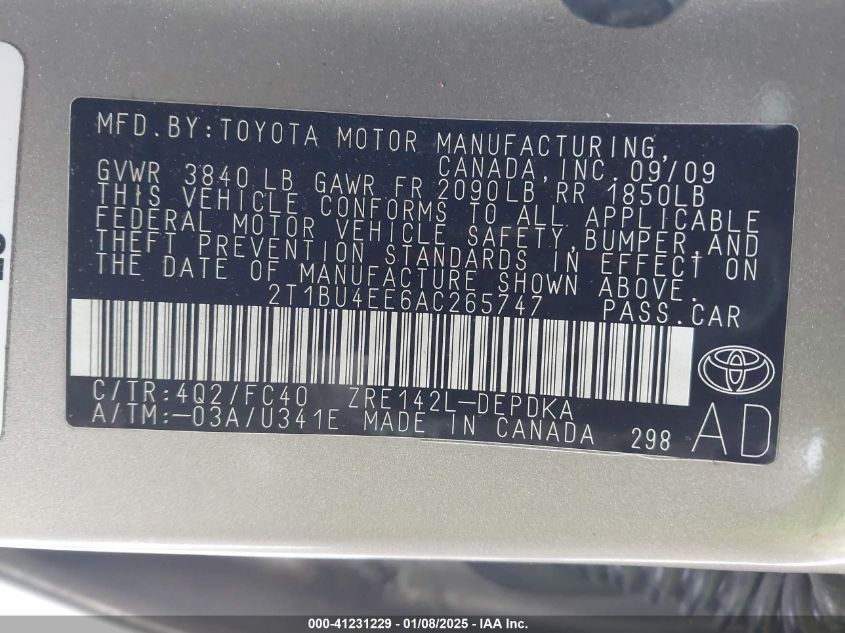 MFD.BY:TOYOTA MOTOR MANUFACTURING,
CANADA,INC. 09/09
GVWR 3840 LB GAWR FR 2090LB RR 1850LB
THIS VEHICLE CONFORMS TO ALL APPLICABLE
FEDERAL MOTOR VEHICLE SAFETY,BUMPER,AND
THEFT PREVENTION STANDARDS IN EFFECT ON
THE DATE OF MANUFACTURE SHOWN ABOVE.
2T1BU4EE6AC265747 PASS.CAR
C/TR:4Q2/FC40 ZRE142L-DEPDKA
A/TM:-03A/U341E MADE IN CANADA 298
AD
000-41231229 - 01/08/2025 - IAA Inc.